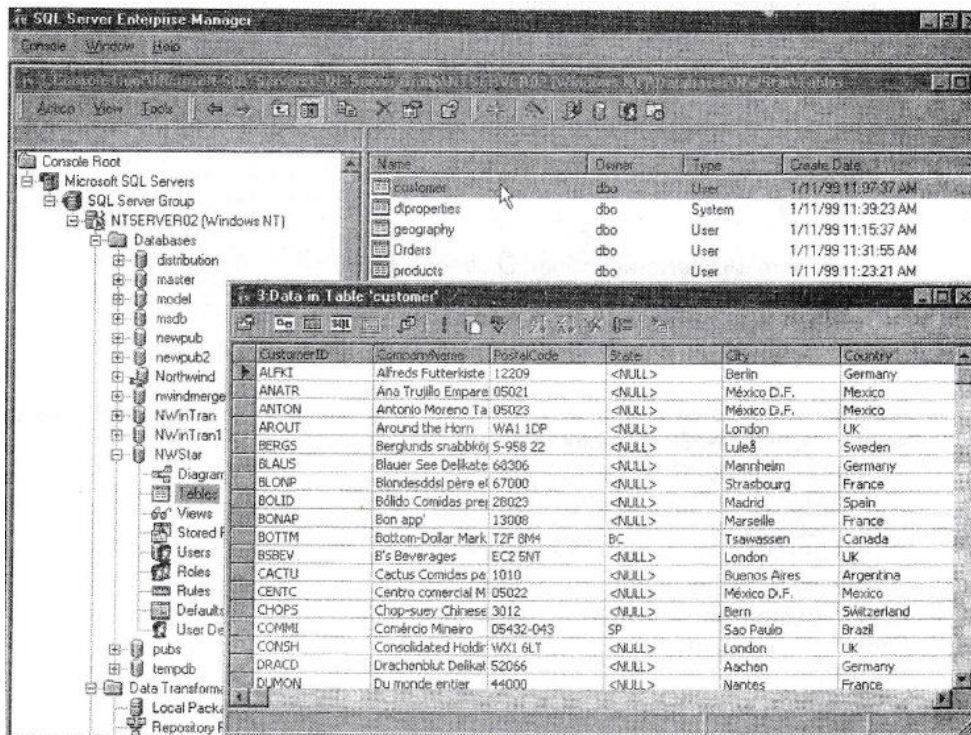 SQL Server Enterprise Manager
Console Window Help
Action View Tools
Console Root
Microsoft SQL Servers
SQL Server Group
NTSERVER02 (Windows NT)
Databases
distribution
master
model
msdb
newpub
newpub2
Northwind
nwindmerge
NWinTran
NWinTran1
NWStar
Diagram
Tables
Views
Stored P
Users
Roles
Rules
Defaults
User De
pubs
tempdb
Data Transforma
Local Packa
Repository P
Name Owner Type Create Date
customer dbo User 1/11/99 11:07:37 AM
dtproperties dbo System 1/11/99 11:39:23 AM
geography dbo User 1/11/99 11:15:37 AM
Orders dbo User 1/11/99 11:31:55 AM
products dbo User 1/11/99 11:23:21 AM
3:Data in Table 'customer'
SQL
CustomerID CompanyName PostalCode State City Country
ALFKI Alfreds Futterkiste 12209 <NULL> Berlin Germany
ANATR Ana Trujillo Empare 05021 <NULL> México D.F. Mexico
ANTON Antonio Moreno Ta 05023 <NULL> México D.F. Mexico
AROUT Around the Horn WA1 1DP <NULL> London UK
BERGS Berglunds snabbköp S-958 22 <NULL> Luleå Sweden
BLAUS Blauer See Delikate 68306 <NULL> Mannheim Germany
BLONP Blondesddsl père et 67000 <NULL> Strasbourg France
BOLID Bólido Comidas prep 28023 <NULL> Madrid Spain
BONAP Bon app' 13008 <NULL> Marseille France
BOTTM Bottom-Dollar Mark T2F 8M4 BC Tsawassen Canada
BSBEV B's Beverages EC2 5NT <NULL> London UK
CACTU Cactus Comidas pa 1010 <NULL> Buenos Aires Argentina
CENTC Centro comercial M 05022 <NULL> México D.F. Mexico
CHOPS Chop-suey Chinese 3012 <NULL> Bern Switzerland
COMMI Comércio Mineiro 05432-043 SP Sao Paulo Brazil
CONSH Consolidated Holdin WX1 6LT <NULL> London UK
DRACD Drachenblut Delikat 52066 <NULL> Aachen Germany
DUMON Du monde entier 44000 <NULL> Nantes France